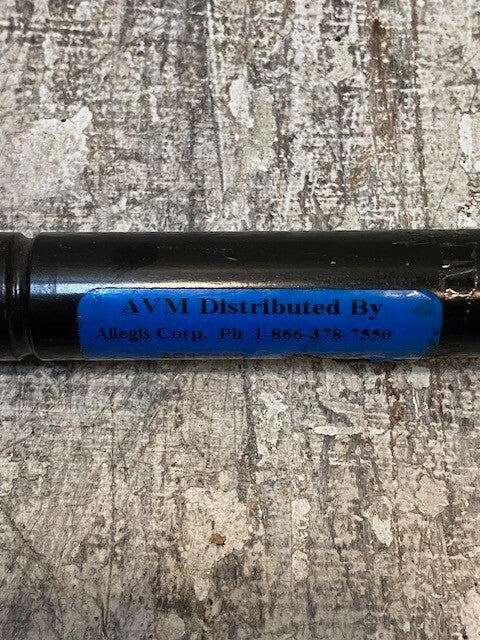 AVM Distributed By
Allegis Corp. Ph 1-866-378-7550